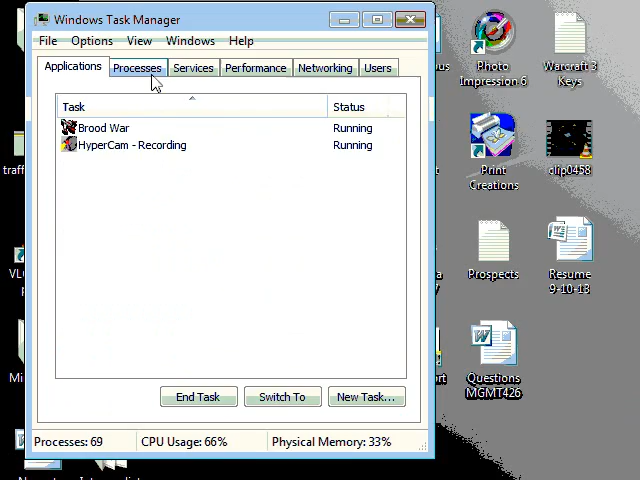 Windows Task Manager
File Options View Windows Help
Applications Processes Services Performance Networking Users
Task Status
Brood War Running
HyperCam - Recording Running
End Task Switch To New Task...
Processes: 69 CPU Usage: 66% Physical Memory: 33%
Photo
Impression 6
Warcraft 3
Keys
Print
Creations
clip0458
Prospects
Resume
9-10-13
Questions
MGMT426